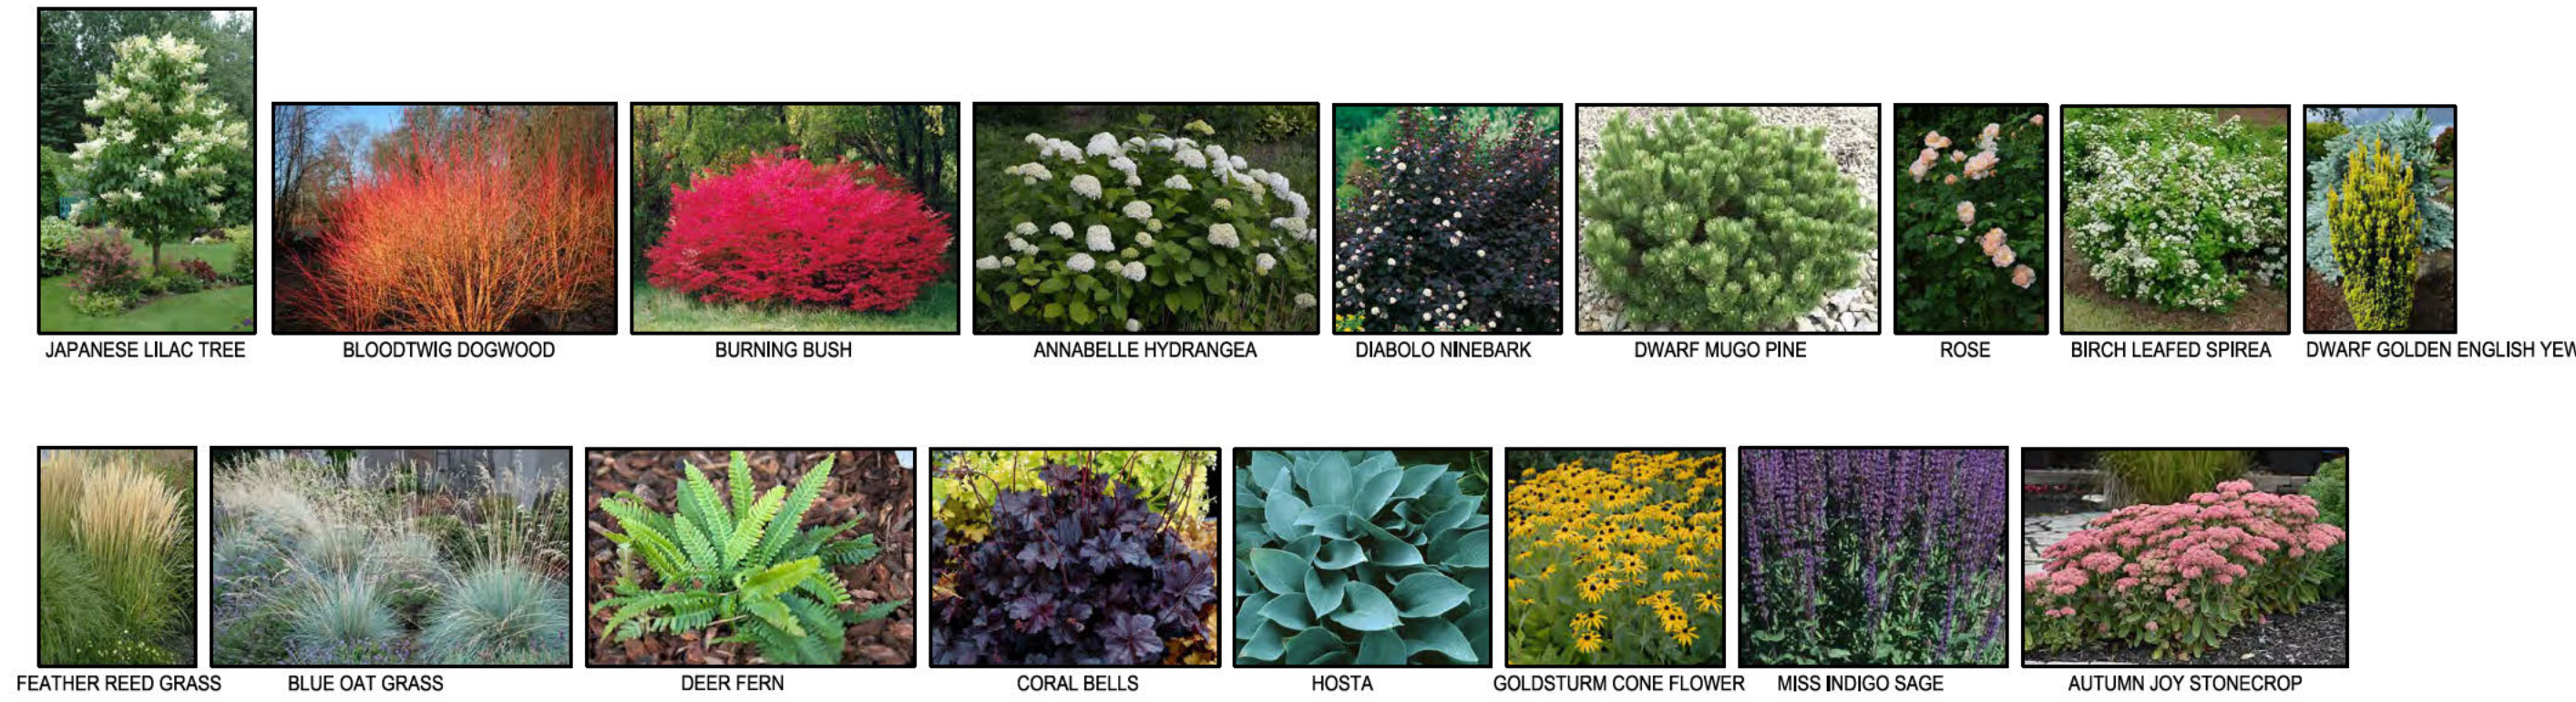 JAPANESE LILAC TREE
BLOODTWIG DOGWOOD
BURNING BUSH
ANNABELLE HYDRANGEA
DIABOLO NINEBARK
DWARF MUGO PINE
ROSE
BIRCH LEAFED SPIREA
DWARF GOLDEN ENGLISH YEW
FEATHER REED GRASS
BLUE OAT GRASS
DEER FERN
CORAL BELLS
HOSTA
GOLDSTURM CONE FLOWER
MISS INDIGO SAGE
AUTUMN JOY STONECROP